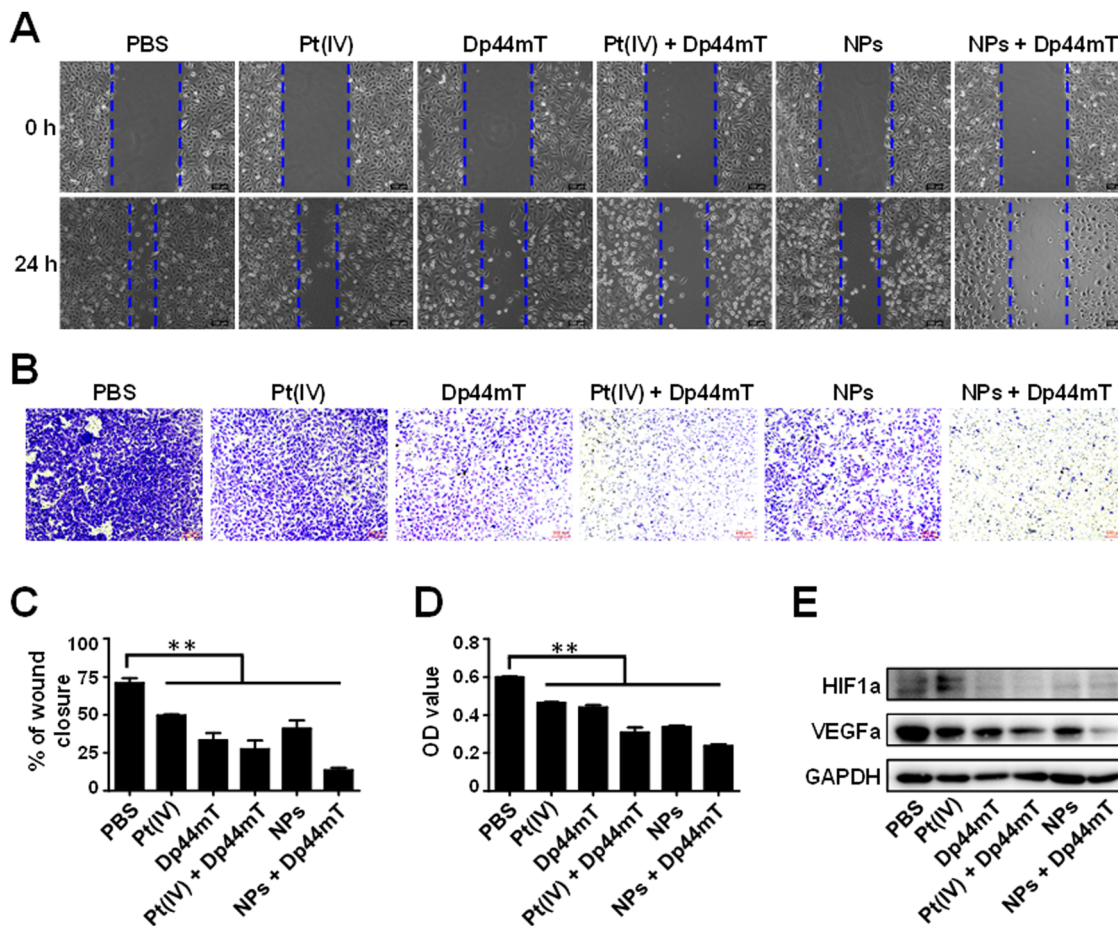 A
PBS Pt(IV) Dp44mT Pt(IV) + Dp44mT NPs NPs + Dp44mT
0 h
24 h
B
PBS Pt(IV) Dp44mT Pt(IV) + Dp44mT NPs NPs + Dp44mT
C
% of wound
closure
100
75
50
25
0
**
PBS
Pt(IV)
Dp44mT
Pt(IV) + Dp44mT
NPs
NPs + Dp44mT
D
OD value
0.8
0.6
0.4
0.2
0
**
PBS
Pt(IV)
Dp44mT
Pt(IV) + Dp44mT
NPs
NPs + Dp44mT
E
HIF1a
VEGFa
GAPDH
PBS
Pt(IV)
Dp44mT
Pt(IV) + Dp44mT
NPs
NPs + Dp44mT